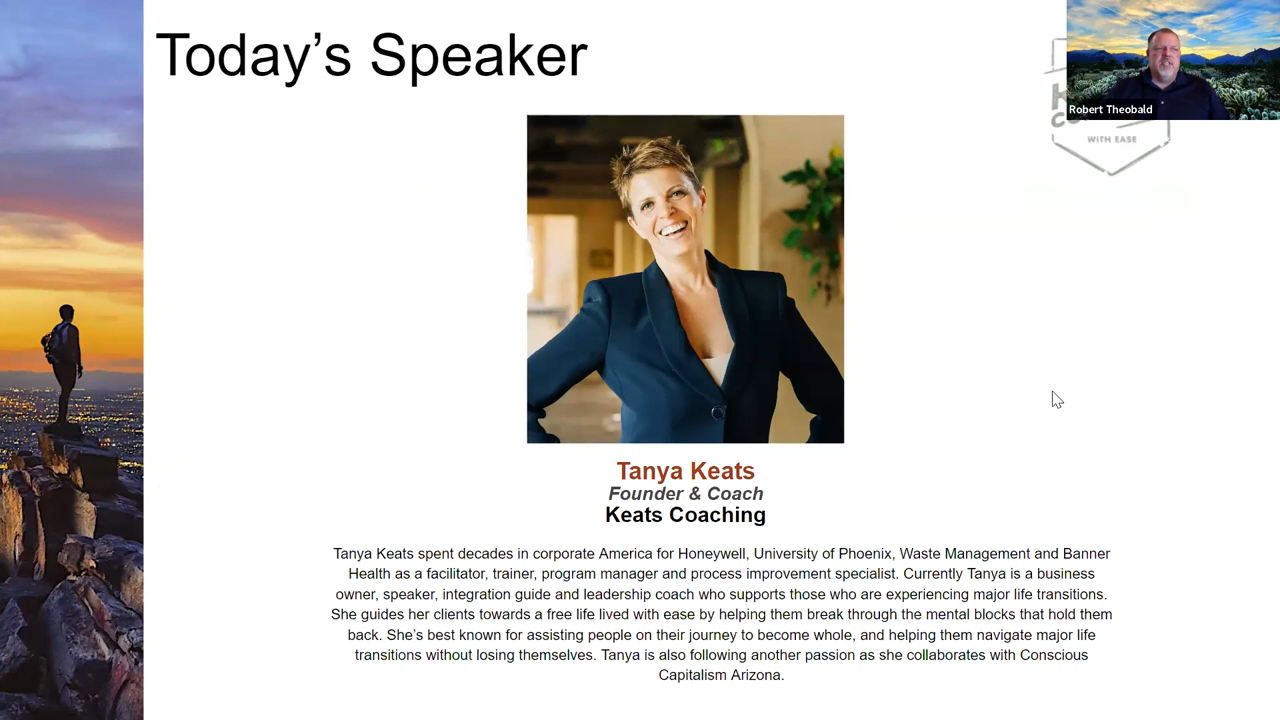 Today’s Speaker
Robert Theobald
WITH EASE
Tanya Keats
Founder & Coach
Keats Coaching
Tanya Keats spent decades in corporate America for Honeywell, University of Phoenix, Waste Management and Banner
Health as a facilitator, trainer, program manager and process improvement specialist. Currently Tanya is a business
owner, speaker, integration guide and leadership coach who supports those who are experiencing major life transitions.
She guides her clients towards a free life lived with ease by helping them break through the mental blocks that hold them
back. She’s best known for assisting people on their journey to become whole, and helping them navigate major life
transitions without losing themselves. Tanya is also following another passion as she collaborates with Conscious
Capitalism Arizona.